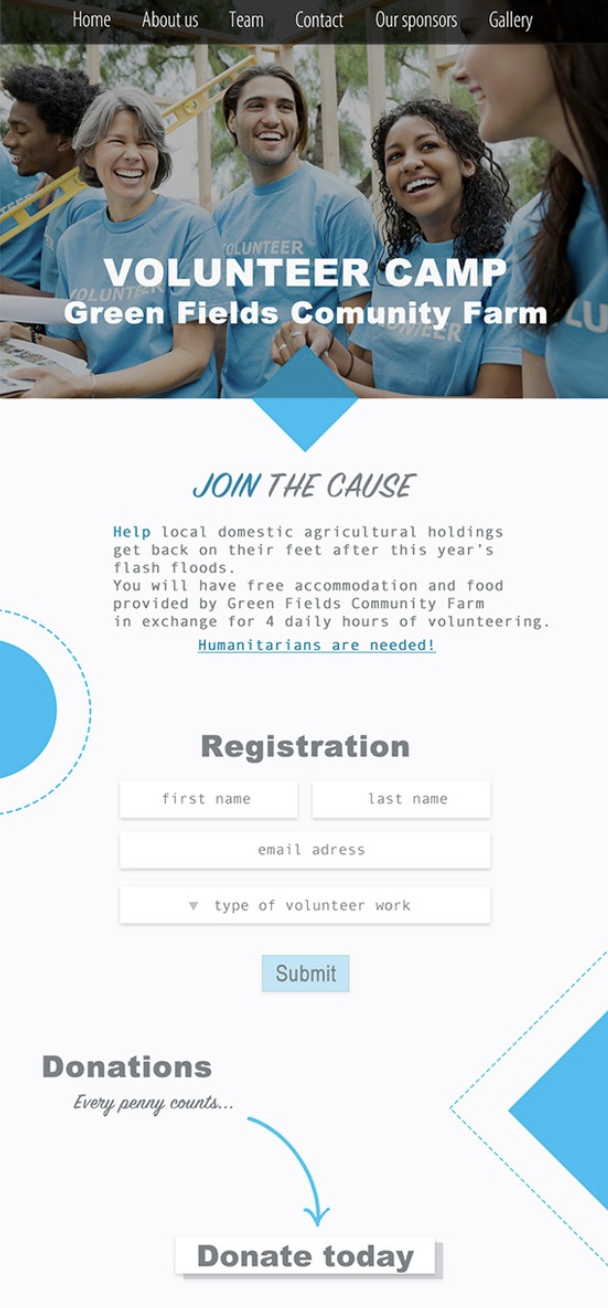 Home About us Team Contact Our sponsors Gallery
VOLUNTEER
VOLUNTEER CAMP
Green Fields Comunity Farm
JOIN THE CAUSE
Help local domestic agricultural holdings
get back on their feet after this year's
flash floods.
You will have free accommodation and food
provided by Green Fields Community Farm
in exchange for 4 daily hours of volunteering.
Humanitarians are needed!
Registration
first name last name
email adress
▼ type of volunteer work
Submit
Donations
Every penny counts...
Donate today